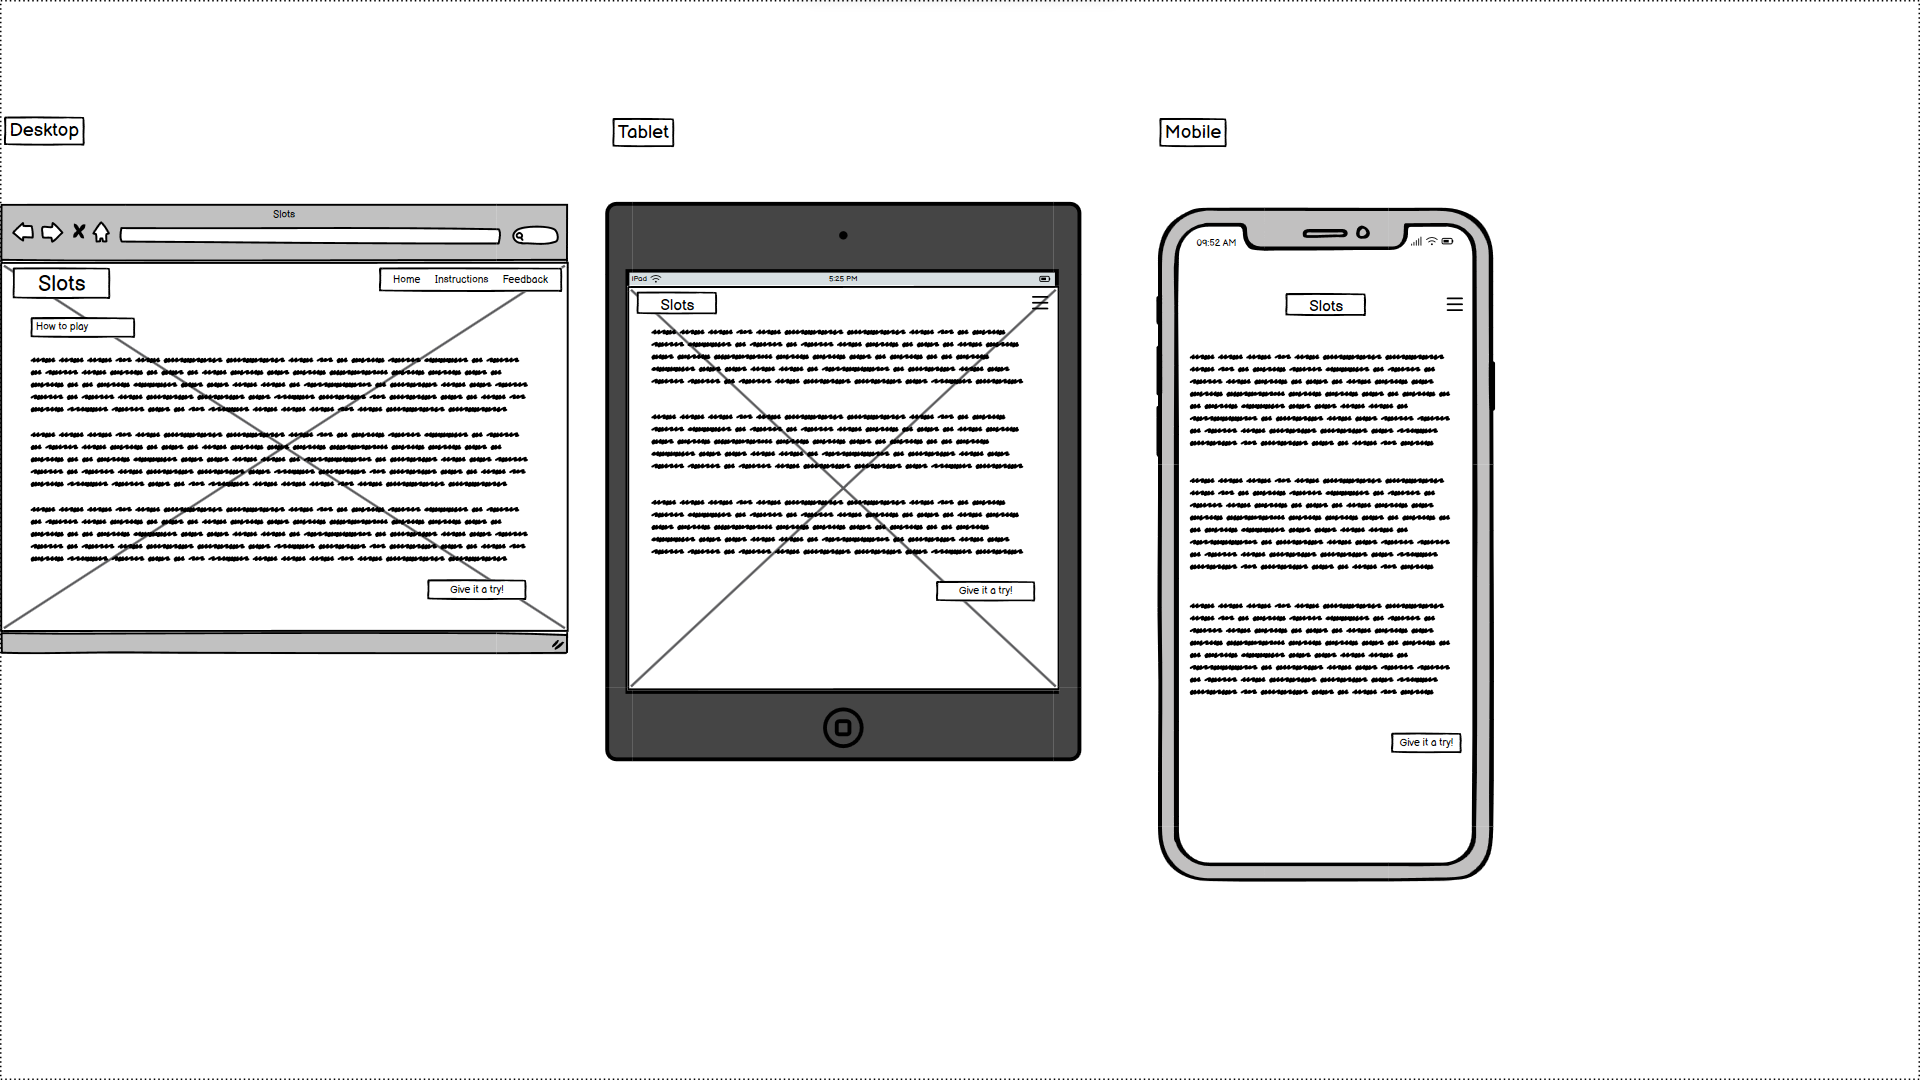 Desktop
Tablet
Mobile
Slots
Slots
Home Instructions Feedback
How to play
Give it a try!
iPad 5:25 PM
Slots
Give it a try!
09:52 AM
Slots
Give it a try!